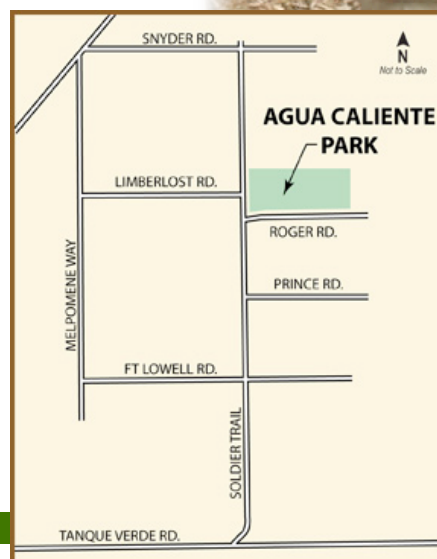 SNYDER RD.
N
Not to Scale
AGUA CALIENTE
PARK
LIMBERLOST RD.
ROGER RD.
MELPOMENE WAY
PRINCE RD.
FT LOWELL RD.
SOLDIER TRAIL
TANQUE VERDE RD.